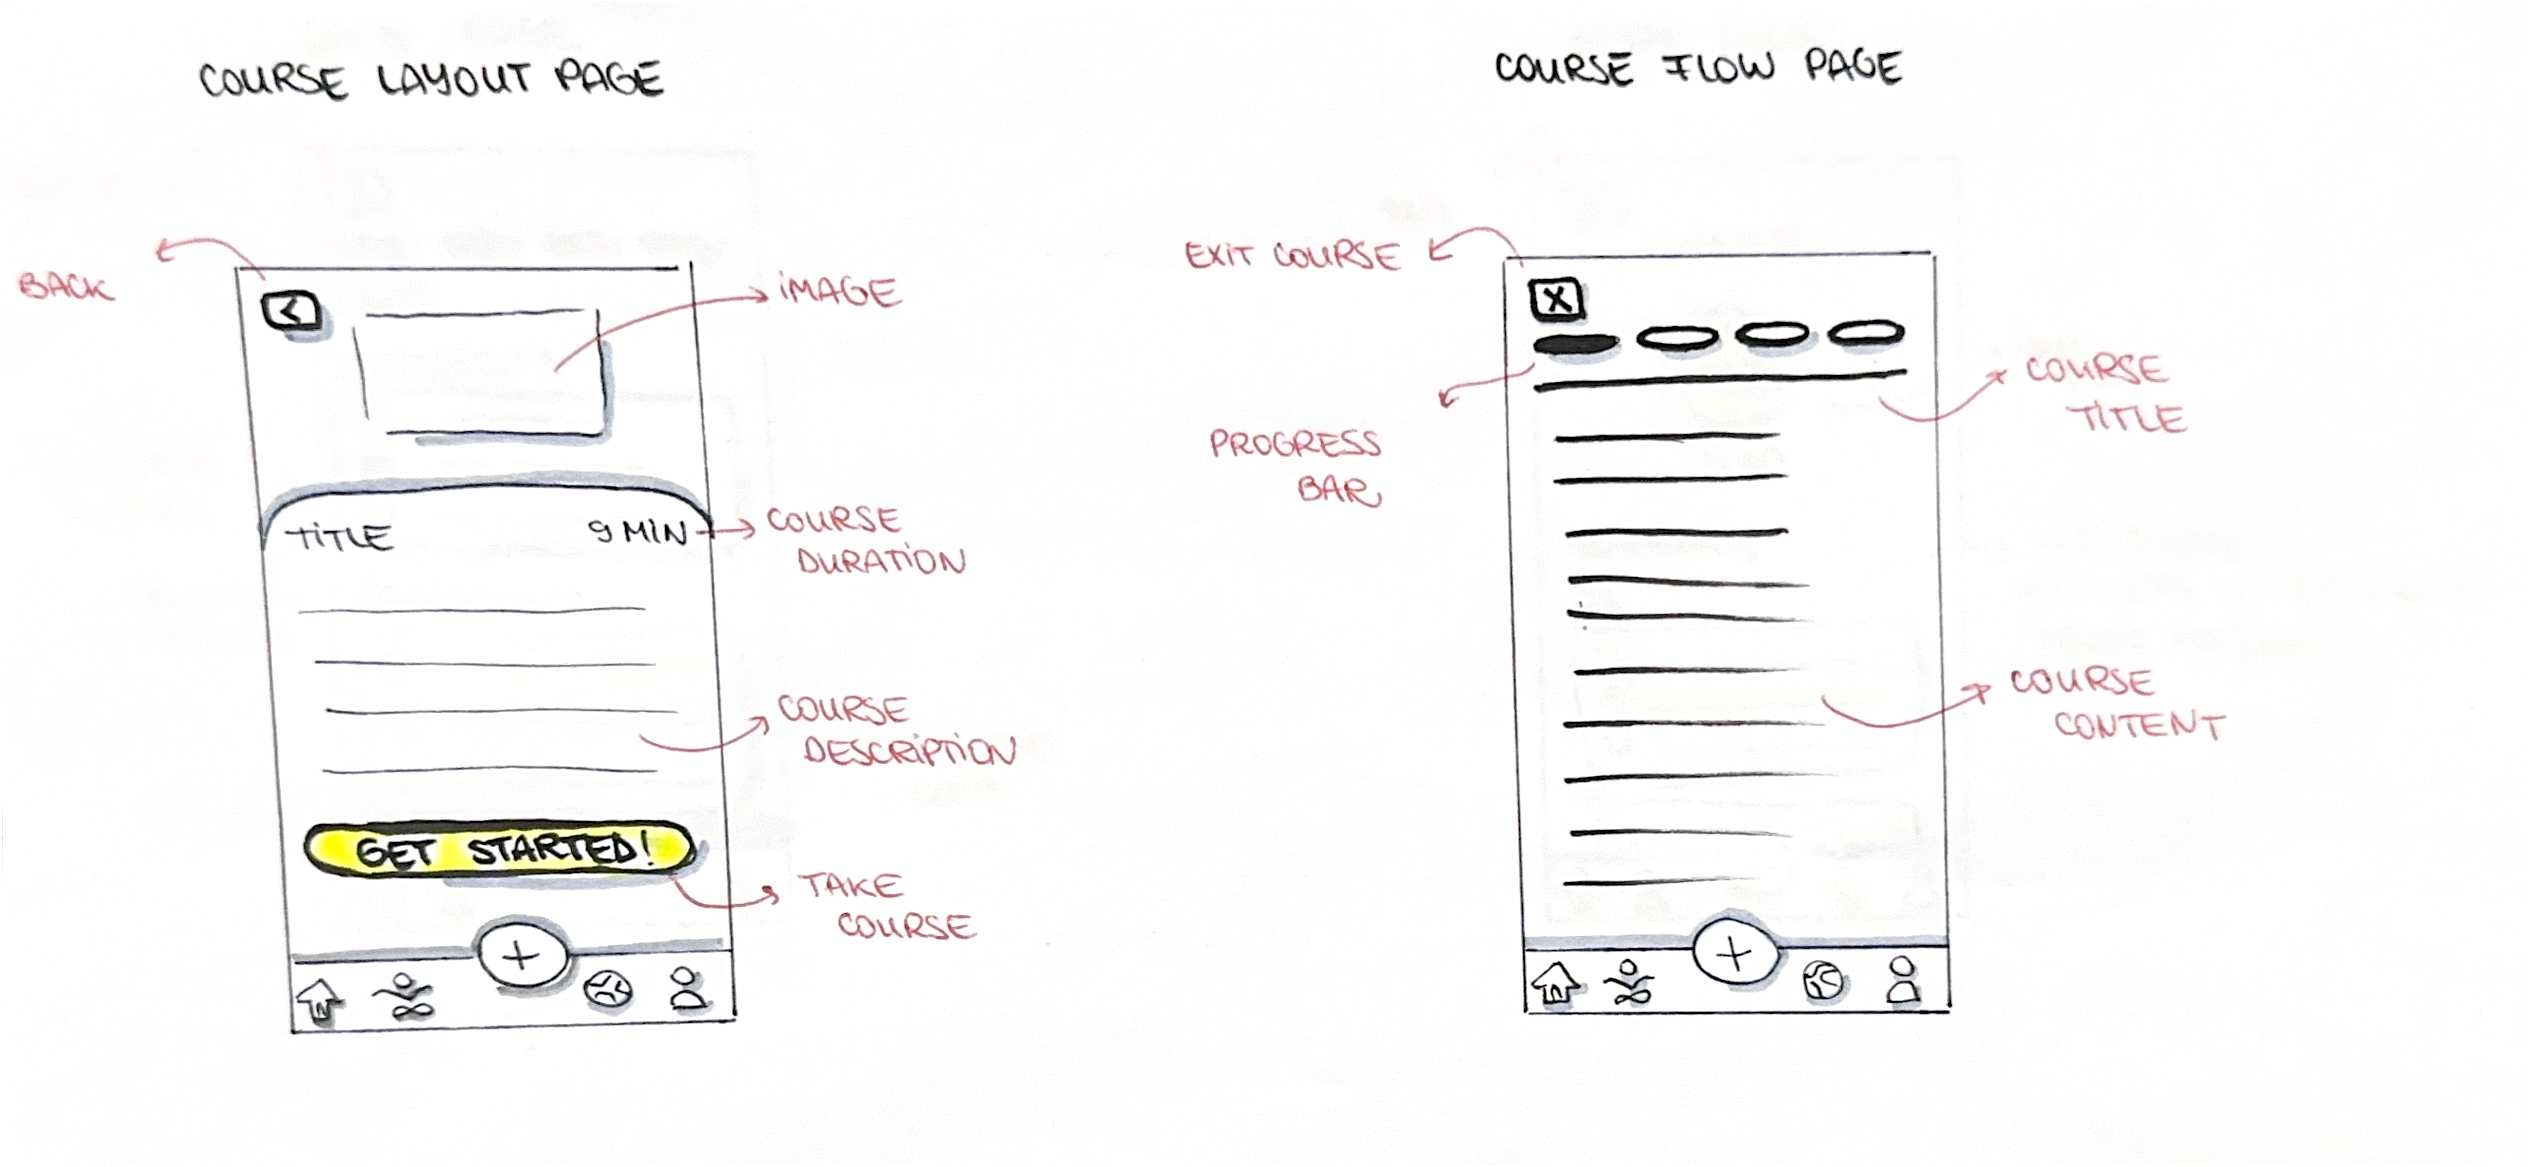 COURSE LAYOUT PAGE
BACK
IMAGE
TITLE
9 MIN
COURSE
DURATION
COURSE
DESCRIPTION
GET STARTED!
TAKE
COURSE
COURSE FLOW PAGE
EXIT COURSE
X
PROGRESS
BAR
COURSE
TITLE
COURSE
CONTENT